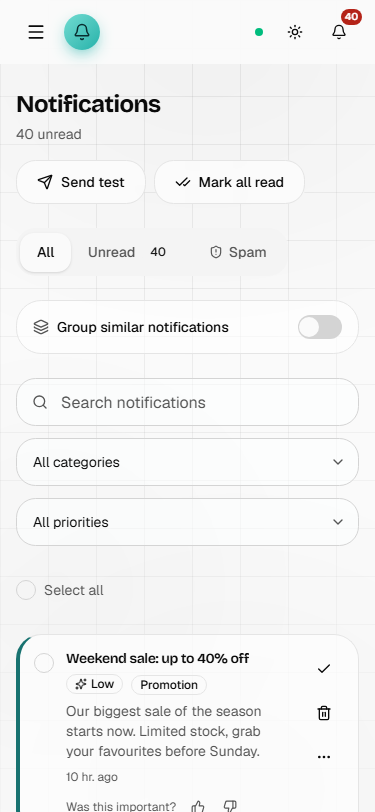 40
Notifications
40 unread
Send test
Mark all read
All
Unread 40
Spam
Group similar notifications
Search notifications
All categories
All priorities
Select all
Weekend sale: up to 40% off
Low
Promotion
Our biggest sale of the season
starts now. Limited stock, grab
your favourites before Sunday.
10 hr. ago
Was this important?